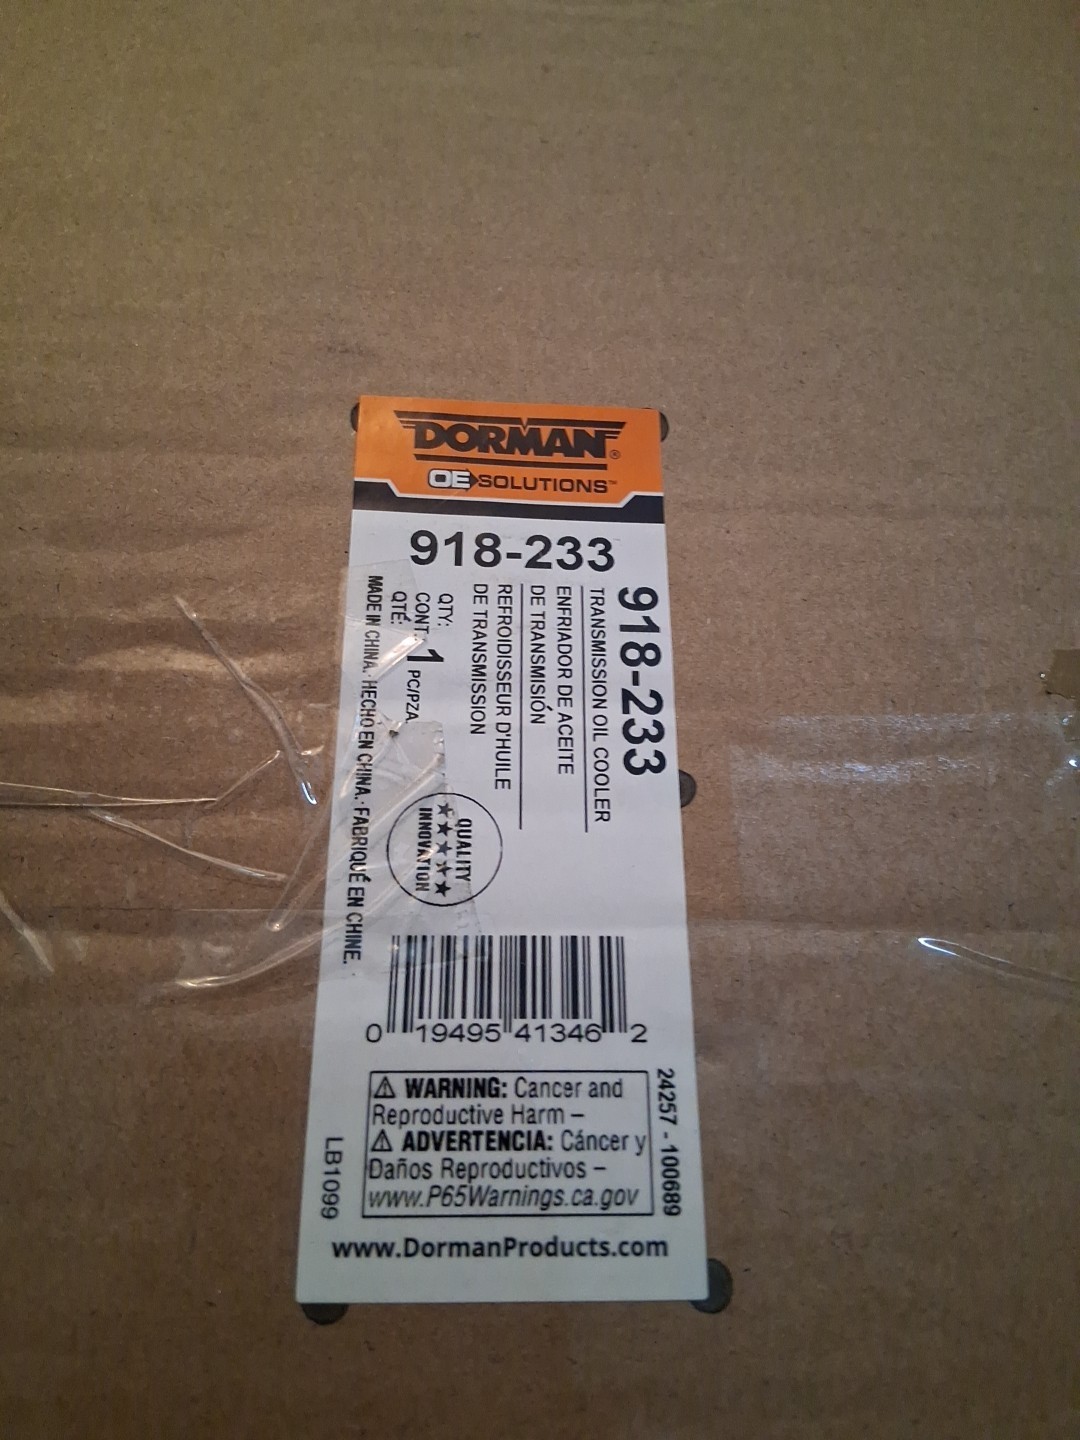 DORMAN®
OE SOLUTIONS™
918-233
918-233
TRANSMISSION OIL COOLER
ENFRIADOR DE ACEITE
DE TRANSMISIÓN
REFROIDISSEUR D'HUILE
DE TRANSMISSION
QTY:
CONT.:
QTÉ:
1 PC/PZA.
MADE IN CHINA. HECHO EN CHINA. FABRIQUÉ EN CHINE.
QUALITY
★★★★★
INNOVATION
0 19495 41346 2
⚠ WARNING: Cancer and
Reproductive Harm –
⚠ ADVERTENCIA: Cáncer y
Daños Reproductivos –
www.P65Warnings.ca.gov
24257 - 100689
LB1099
www.DormanProducts.com